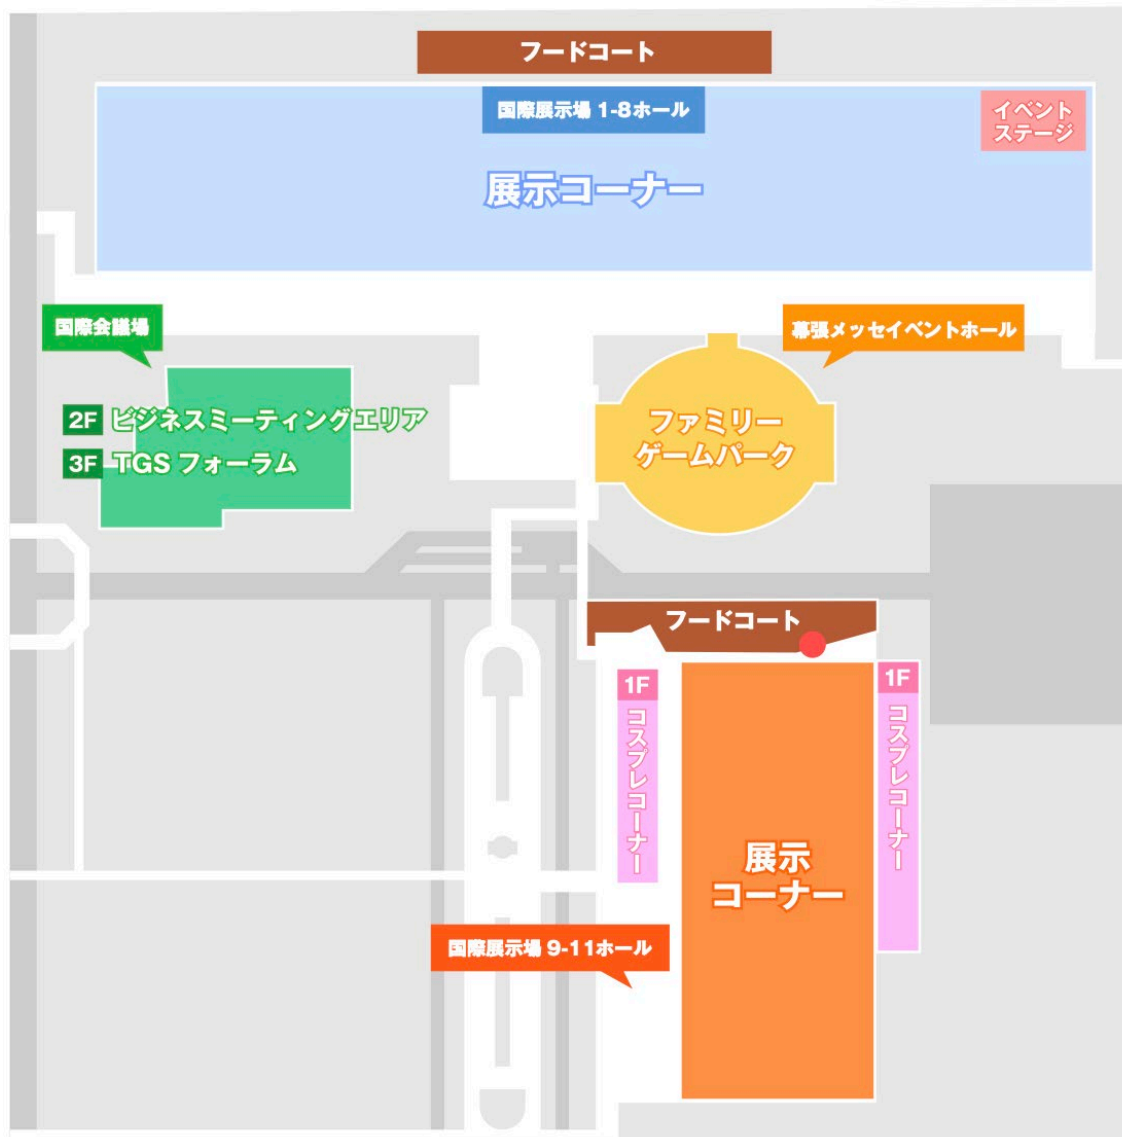 フードコート
国際展示場 1-8ホール
イベント
ステージ
展示コーナー
国際会議場
幕張メッセイベントホール
2F ビジネスミーティングエリア
3F TGS フォーラム
ファミリー
ゲームパーク
フードコート
1F
コスプレコーナー
1F
コスプレコーナー
展示
コーナー
国際展示場 9-11ホール